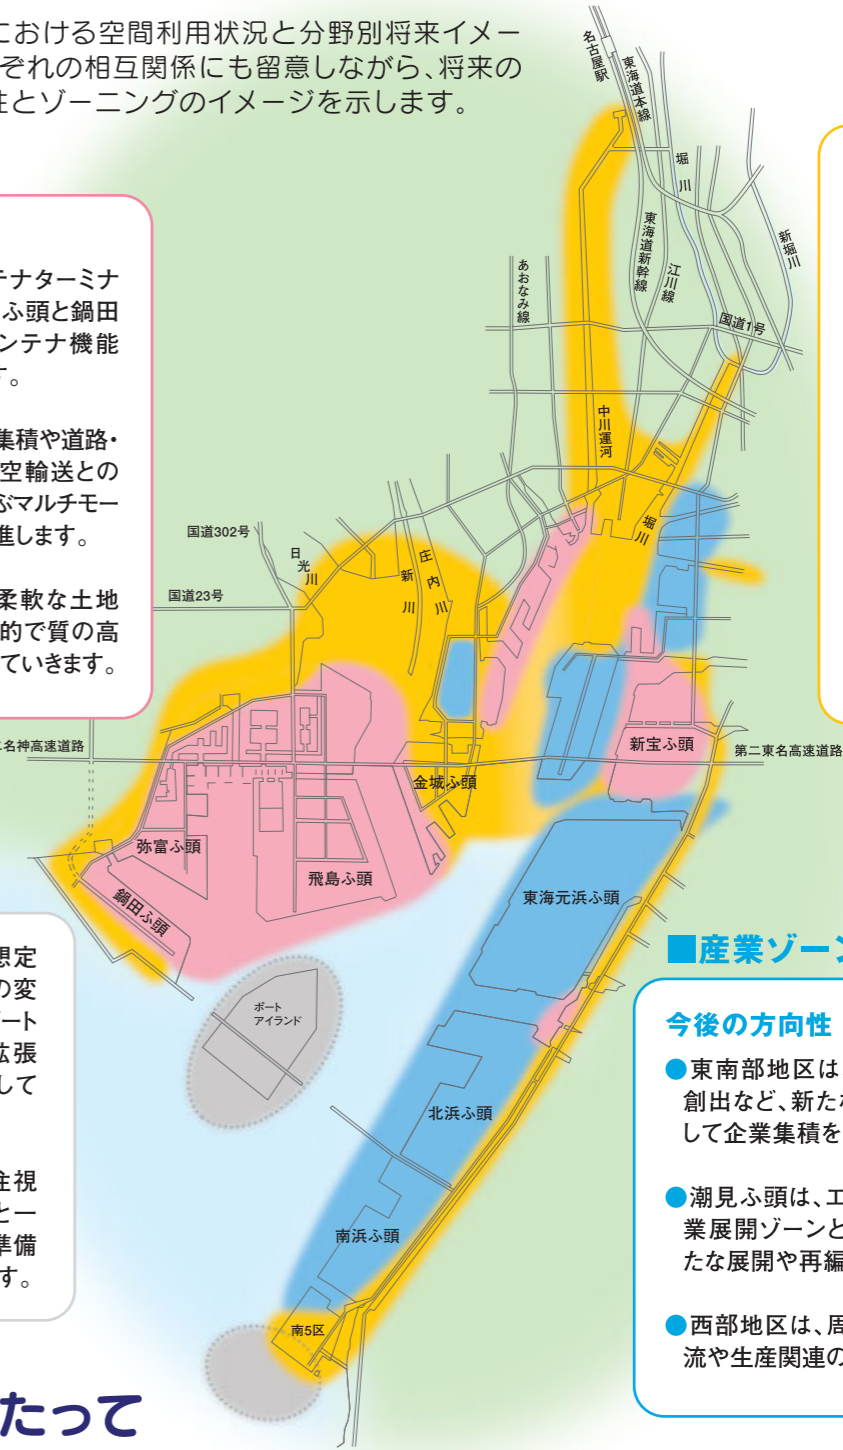 における空間利用状況と分野別将来イメー
ぞれの相互関係にも留意しながら、将来の
性とゾーニングのイメージを示します。
テナターミナ
ふ頭と鍋田
ンテナ機能
す。
集積や道路・
空輸送との
ぶマルチモー
進します。
柔軟な土地
的で質の高
ていきます。
名古屋駅
東海道本線
堀川
新堀川
東海道新幹線
江川線
あおなみ線
国道1号
中川運河
堀川
国道302号
日光川
新川
庄内川
国道23号
名神高速道路
第二東名高速道路
新宝ふ頭
金城ふ頭
弥富ふ頭
飛島ふ頭
鍋田ふ頭
東海元浜ふ頭
ポート
アイランド
北浜ふ頭
南浜ふ頭
南5区
想定
の変
ポート
拡張
して
注視
と一
準備
す。
■産業ゾーン
今後の方向性
●東南部地区は
創出など、新たな
して企業集積を
●潮見ふ頭は、エ
業展開ゾーンと
たな展開や再編
●西部地区は、周
流や生産関連の
たって